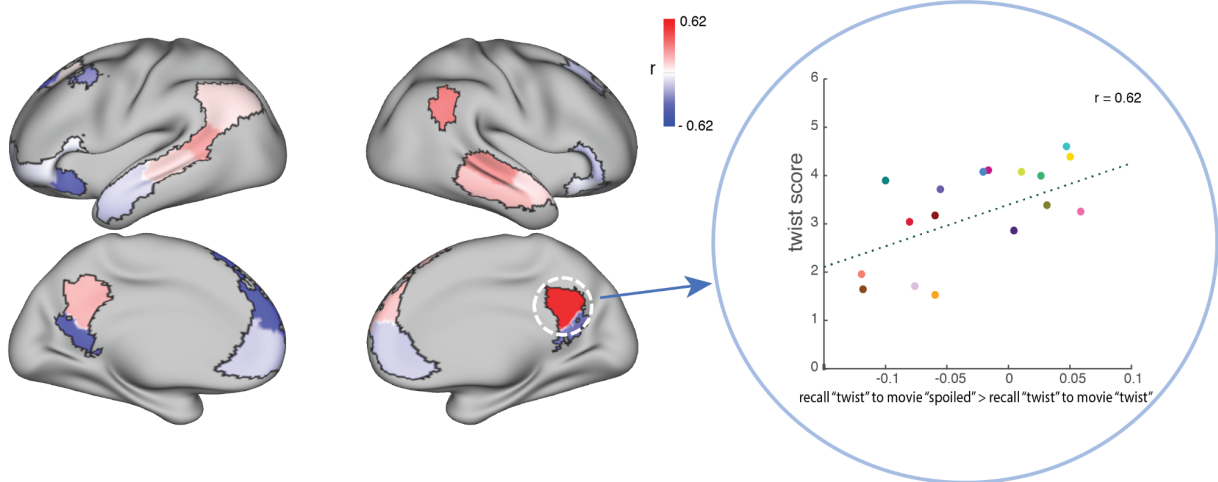 0.62
r
- 0.62
r = 0.62
twist score
6
5
4
3
2
1
0
-0.1 -0.05 0 0.05 0.1
recall “twist” to movie “spoiled” > recall “twist” to movie “twist”